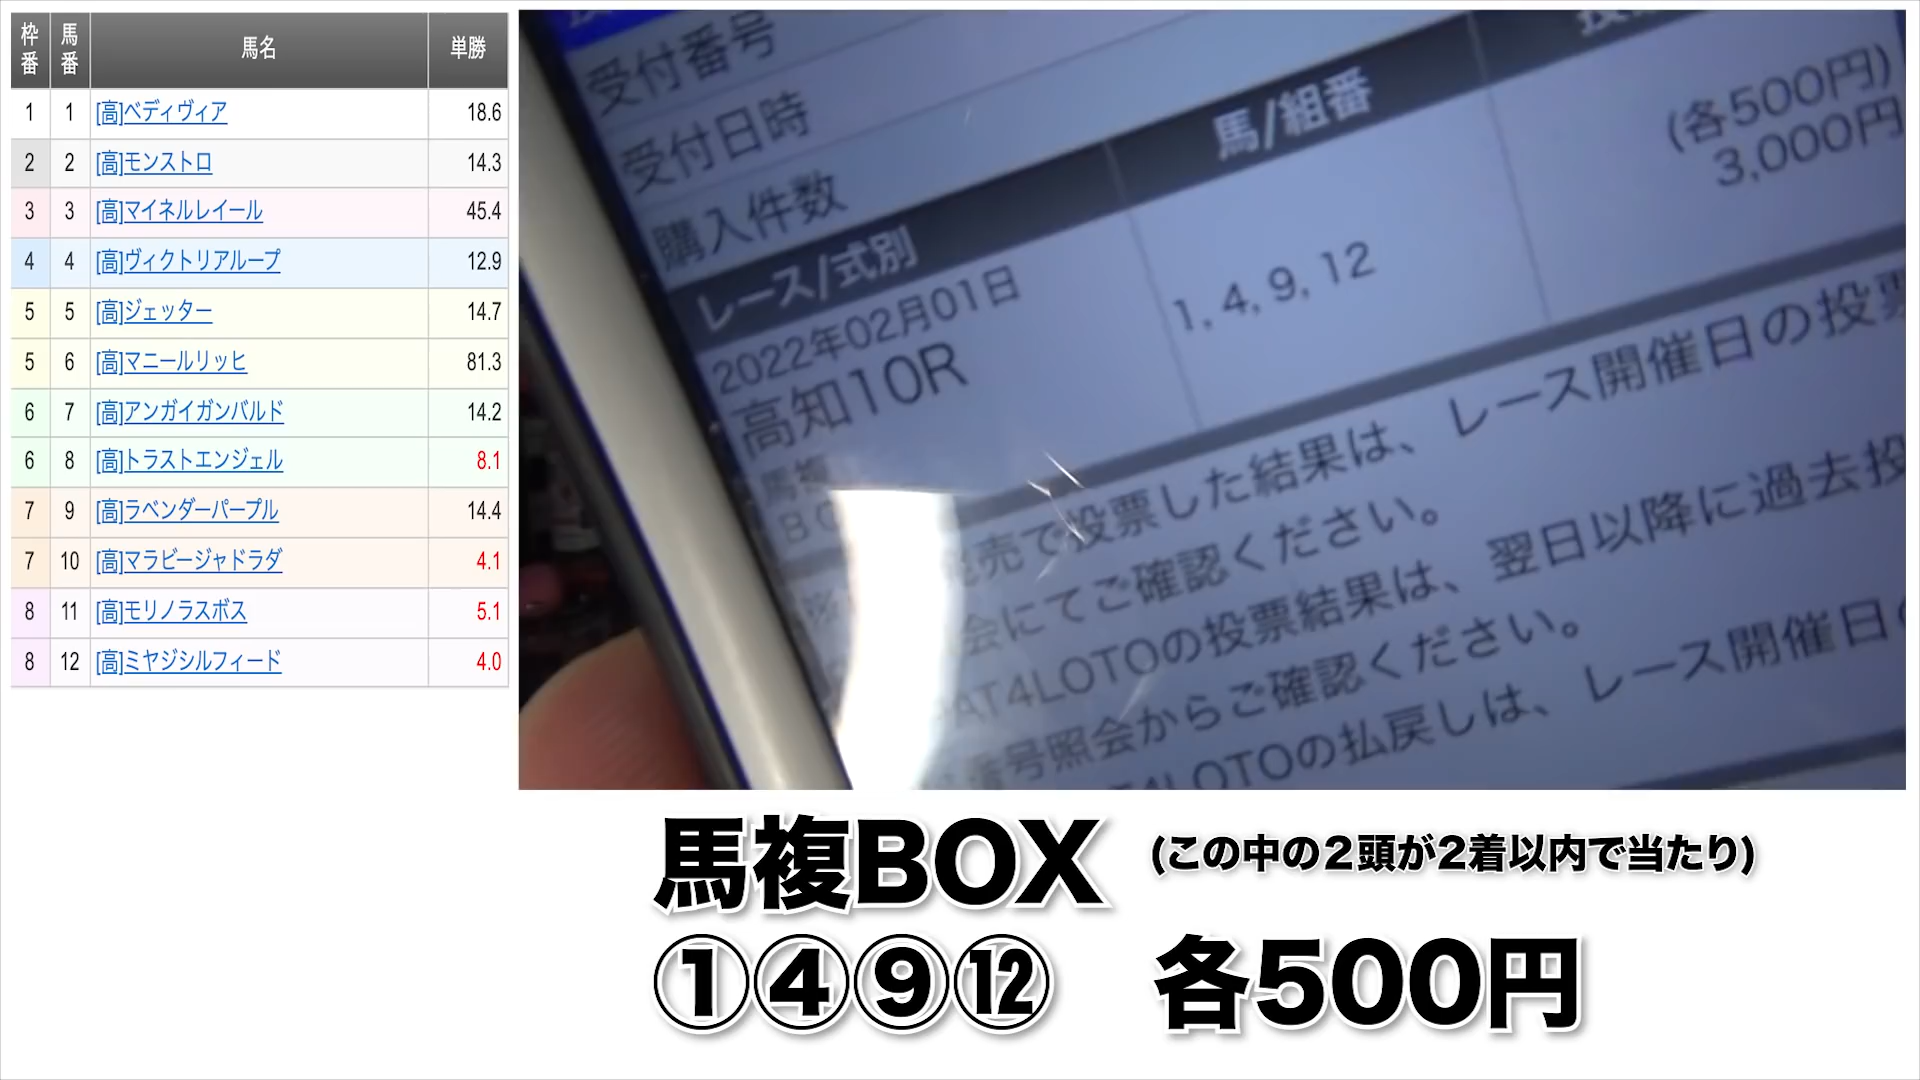 枠番 馬番 馬名 単勝
1 1 [高]ベディヴィア 18.6
2 2 [高]モンストロ 14.3
3 3 [高]マイネルレイール 45.4
4 4 [高]ヴィクトリアループ 12.9
5 5 [高]ジェッター 14.7
5 6 [高]マニールリッヒ 81.3
6 7 [高]アンガイガンバルド 14.2
6 8 [高]トラストエンジェル 8.1
7 9 [高]ラベンダーパープル 14.4
7 10 [高]マラビージャドラダ 4.1
8 11 [高]モリノラスボス 5.1
8 12 [高]ミヤジシルフィード 4.0
受付番号
受付日時
購入件数
レース/式別 馬/組番
2022年02月01日 1, 4, 9, 12 (各500円)
高知10R 3,000円
馬複
で投票した結果は、レース開催日の投票
会にてご確認ください。
AT4LOTOの投票結果は、翌日以降に過去投
号照会からご確認ください。
LOTOの払戻しは、レース開催日
馬複BOX (この中の2頭が2着以内で当たり)
①④⑨⑫ 各500円